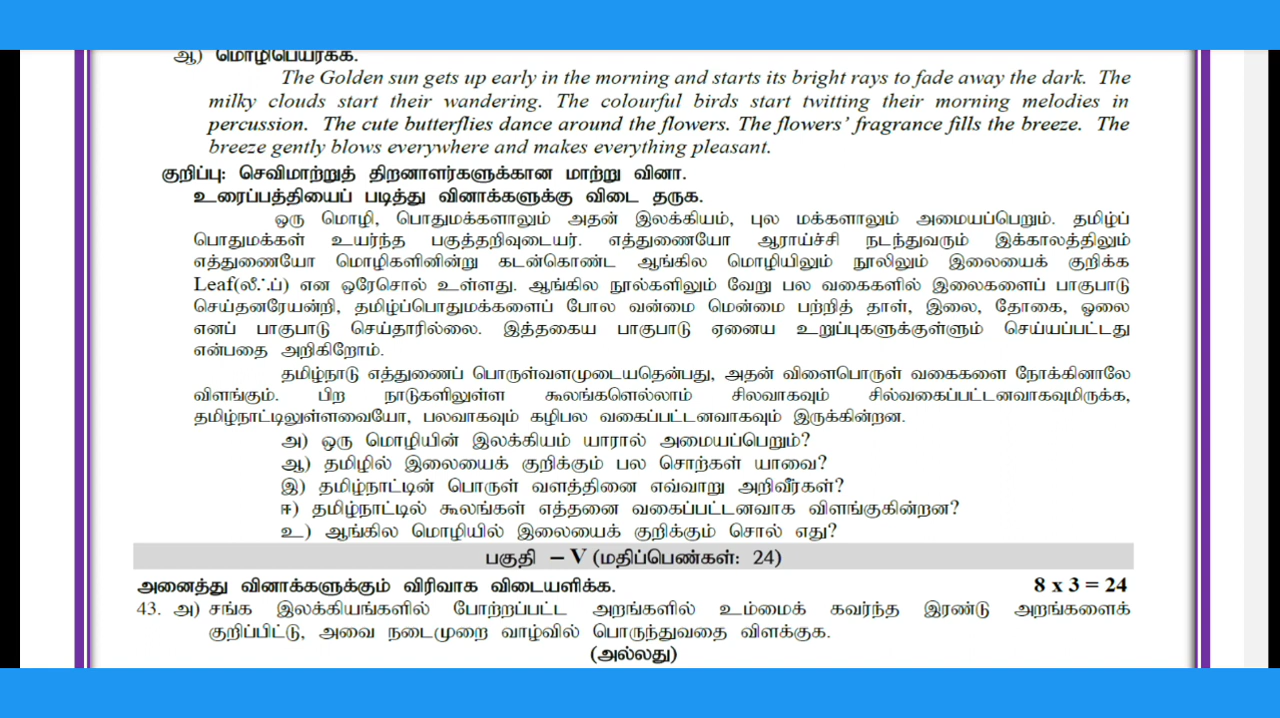 ஆ) மொழிபெயர்க்க.
The Golden sun gets up early in the morning and starts its bright rays to fade away the dark. The
milky clouds start their wandering. The colourful birds start twitting their morning melodies in
percussion. The cute butterflies dance around the flowers. The flowers' fragrance fills the breeze. The
breeze gently blows everywhere and makes everything pleasant.
குறிப்பு: செவிமாற்றுத் திறனாளர்களுக்கான மாற்று வினா.
உரைப்பத்தியைப் படித்து வினாக்களுக்கு விடை தருக.
ஒரு மொழி, பொதுமக்களாலும் அதன் இலக்கியம், புல மக்களாலும் அமையப்பெறும். தமிழ்ப்
பொதுமக்கள் உயர்ந்த பகுத்தறிவுடையர். எத்துணையோ ஆராய்ச்சி நடந்துவரும் இக்காலத்திலும்
எத்துணையோ மொழிகளினின்று கடன்கொண்ட ஆங்கில மொழியிலும் நூலிலும் இலையைக் குறிக்க
Leaf(லீஃப்) என ஒரேசொல் உள்ளது. ஆங்கில நூல்களிலும் வேறு பல வகைகளில் இலைகளைப் பாகுபாடு
செய்தனரேயன்றி, தமிழ்ப்பொதுமக்களைப் போல வன்மை மென்மை பற்றித் தாள், இலை, தோகை, ஓலை
எனப் பாகுபாடு செய்தாரில்லை. இத்தகைய பாகுபாடு ஏனைய உறுப்புகளுக்குள்ளும் செய்யப்பட்டது
என்பதை அறிகிறோம்.
தமிழ்நாடு எத்துணைப் பொருள்வளமுடையதென்பது, அதன் விளைபொருள் வகைகளை நோக்கினாலே
விளங்கும். பிற நாடுகளிலுள்ள கூலங்களெல்லாம் சிலவாகவும் சில்வகைப்பட்டனவாகவுமிருக்க,
தமிழ்நாட்டிலுள்ளவையோ, பலவாகவும் கழிபல வகைப்பட்டனவாகவும் இருக்கின்றன.
அ) ஒரு மொழியின் இலக்கியம் யாரால் அமையப்பெறும்?
ஆ) தமிழில் இலையைக் குறிக்கும் பல சொற்கள் யாவை?
இ) தமிழ்நாட்டின் பொருள் வளத்தினை எவ்வாறு அறிவீர்கள்?
ஈ) தமிழ்நாட்டில் கூலங்கள் எத்தனை வகைப்பட்டனவாக விளங்குகின்றன?
உ) ஆங்கில மொழியில் இலையைக் குறிக்கும் சொல் எது?
பகுதி – V (மதிப்பெண்கள்: 24)
அனைத்து வினாக்களுக்கும் விரிவாக விடையளிக்க. 8 x 3 = 24
43. அ) சங்க இலக்கியங்களில் போற்றப்பட்ட அறங்களில் உம்மைக் கவர்ந்த இரண்டு அறங்களைக்
குறிப்பிட்டு, அவை நடைமுறை வாழ்வில் பொருந்துவதை விளக்குக.
(அல்லது)